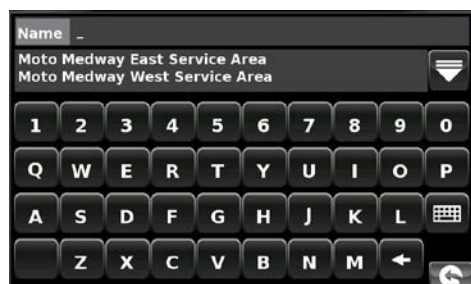 Name _
Moto Medway East Service Area
Moto Medway West Service Area
1 2 3 4 5 6 7 8 9 0
Q W E R T Y U I O P
A S D F G H J K L
Z X C V B N M